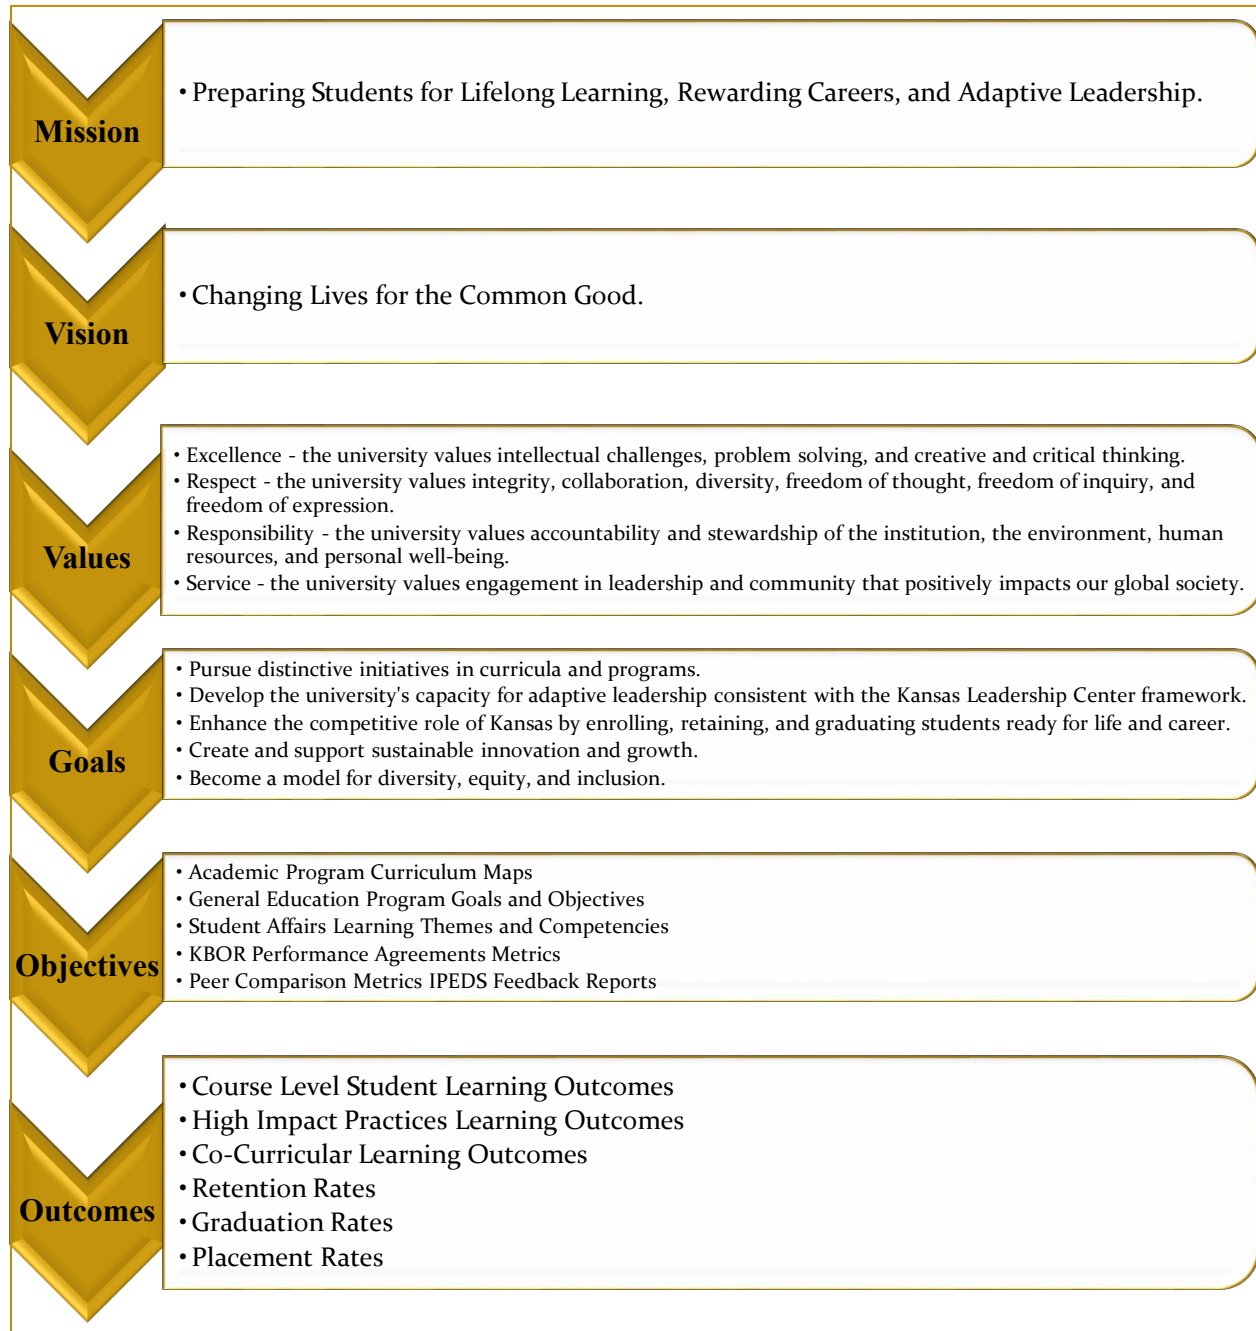 Mission
• Preparing Students for Lifelong Learning, Rewarding Careers, and Adaptive Leadership.
Vision
• Changing Lives for the Common Good.
Values
• Excellence - the university values intellectual challenges, problem solving, and creative and critical thinking.
• Respect - the university values integrity, collaboration, diversity, freedom of thought, freedom of inquiry, and
freedom of expression.
• Responsibility - the university values accountability and stewardship of the institution, the environment, human
resources, and personal well-being.
• Service - the university values engagement in leadership and community that positively impacts our global society.
Goals
• Pursue distinctive initiatives in curricula and programs.
• Develop the university's capacity for adaptive leadership consistent with the Kansas Leadership Center framework.
• Enhance the competitive role of Kansas by enrolling, retaining, and graduating students ready for life and career.
• Create and support sustainable innovation and growth.
• Become a model for diversity, equity, and inclusion.
Objectives
• Academic Program Curriculum Maps
• General Education Program Goals and Objectives
• Student Affairs Learning Themes and Competencies
• KBOR Performance Agreements Metrics
• Peer Comparison Metrics IPEDS Feedback Reports
Outcomes
• Course Level Student Learning Outcomes
• High Impact Practices Learning Outcomes
• Co-Curricular Learning Outcomes
• Retention Rates
• Graduation Rates
• Placement Rates